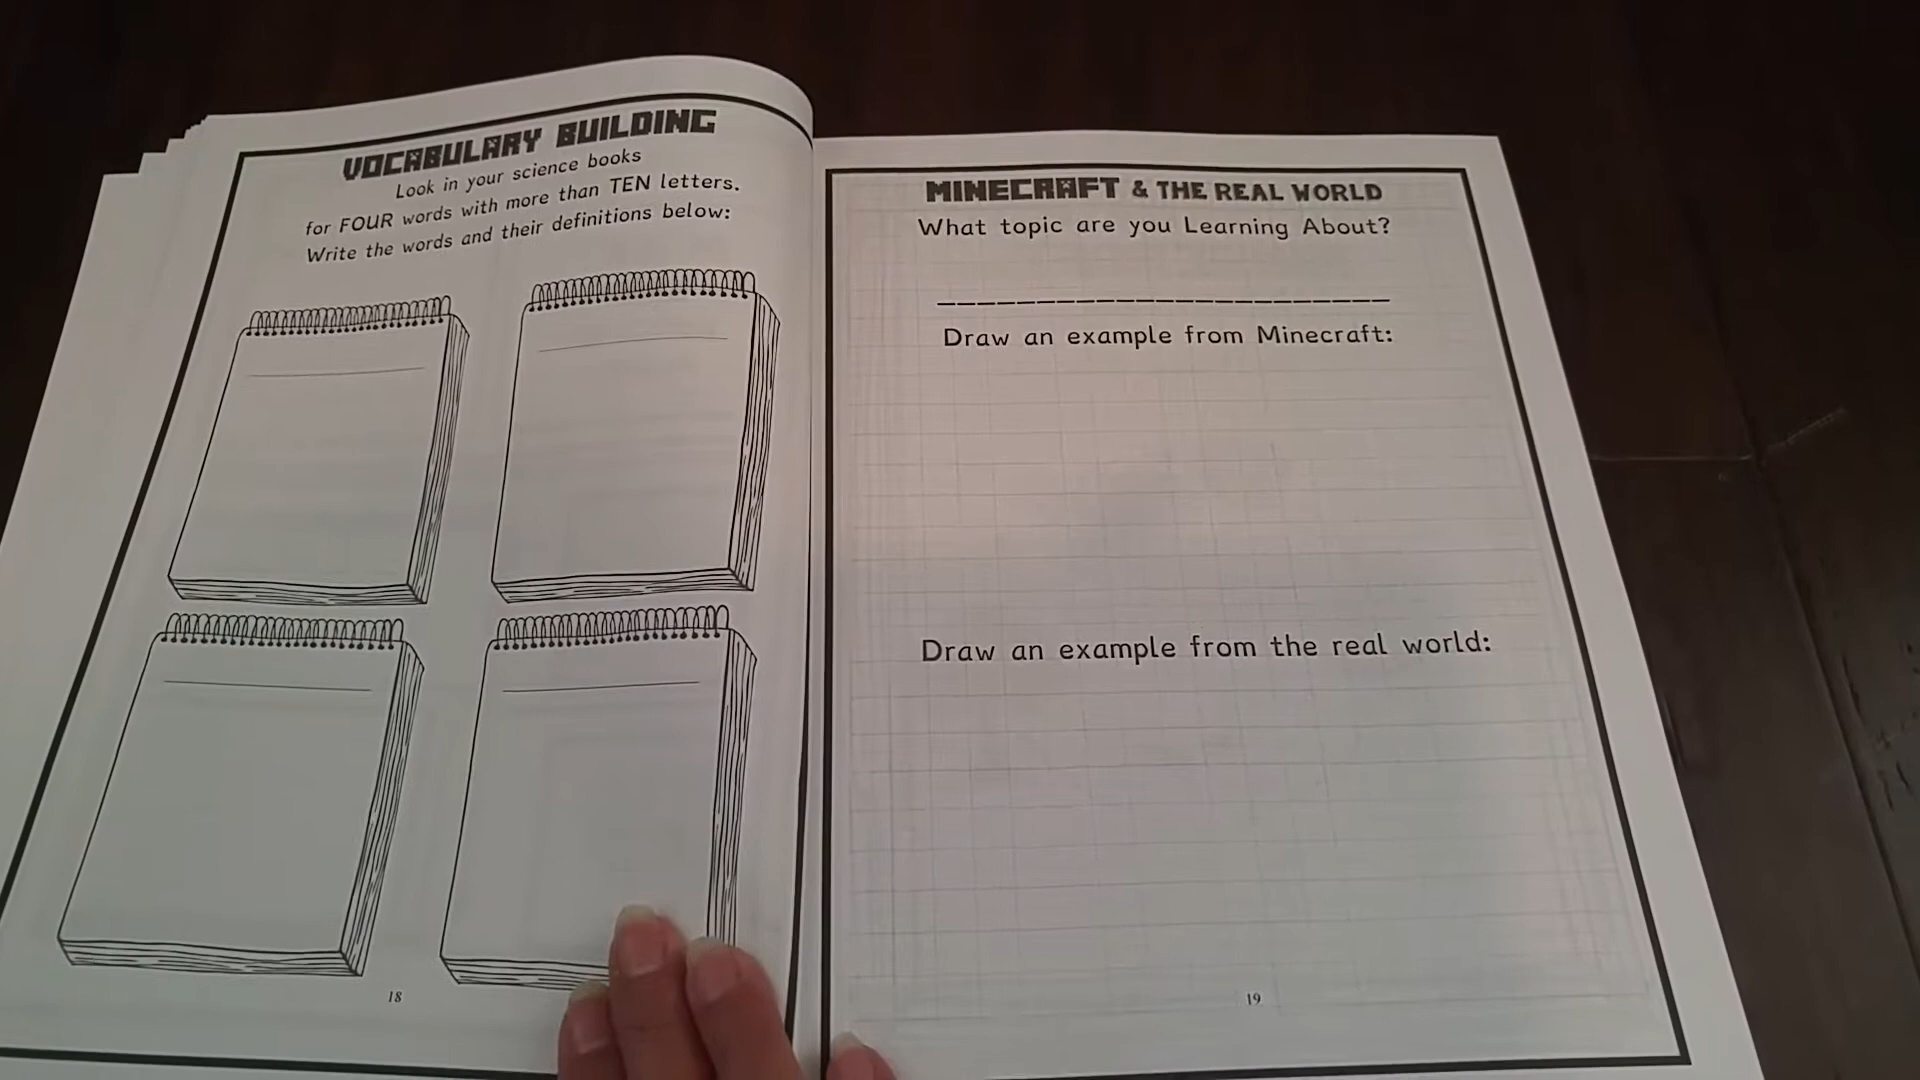 VOCABULARY BUILDING
Look in your science books
for FOUR words with more than TEN letters.
Write the words and their definitions below:
18
MINECRAFT & THE REAL WORLD
What topic are you Learning About?
Draw an example from Minecraft:
Draw an example from the real world:
19